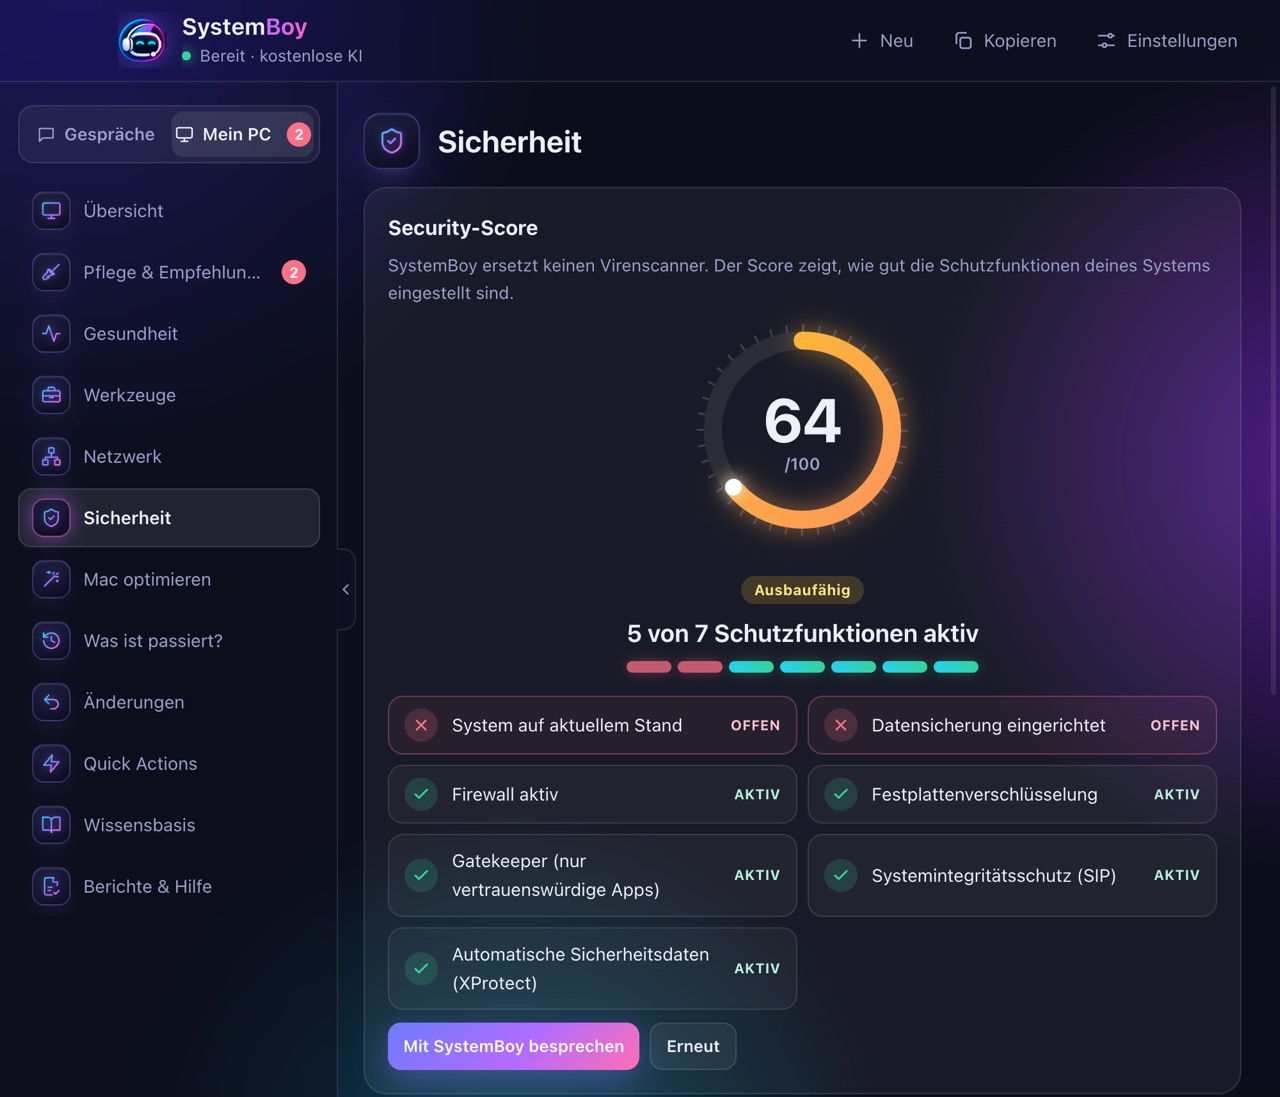 SystemBoy
Bereit · kostenlose KI
Neu
Kopieren
Einstellungen
Gespräche
Mein PC
2
Übersicht
Pflege & Empfehlun...
2
Gesundheit
Werkzeuge
Netzwerk
Sicherheit
Mac optimieren
Was ist passiert?
Änderungen
Quick Actions
Wissensbasis
Berichte & Hilfe
Sicherheit
Security-Score
SystemBoy ersetzt keinen Virenscanner. Der Score zeigt, wie gut die Schutzfunktionen deines Systems
eingestellt sind.
64
/100
Ausbaufähig
5 von 7 Schutzfunktionen aktiv
System auf aktuellem Stand
OFFEN
Datensicherung eingerichtet
OFFEN
Firewall aktiv
AKTIV
Festplattenverschlüsselung
AKTIV
Gatekeeper (nur
vertrauenswürdige Apps)
AKTIV
Systemintegritätsschutz (SIP)
AKTIV
Automatische Sicherheitsdaten
(XProtect)
AKTIV
Mit SystemBoy besprechen
Erneut